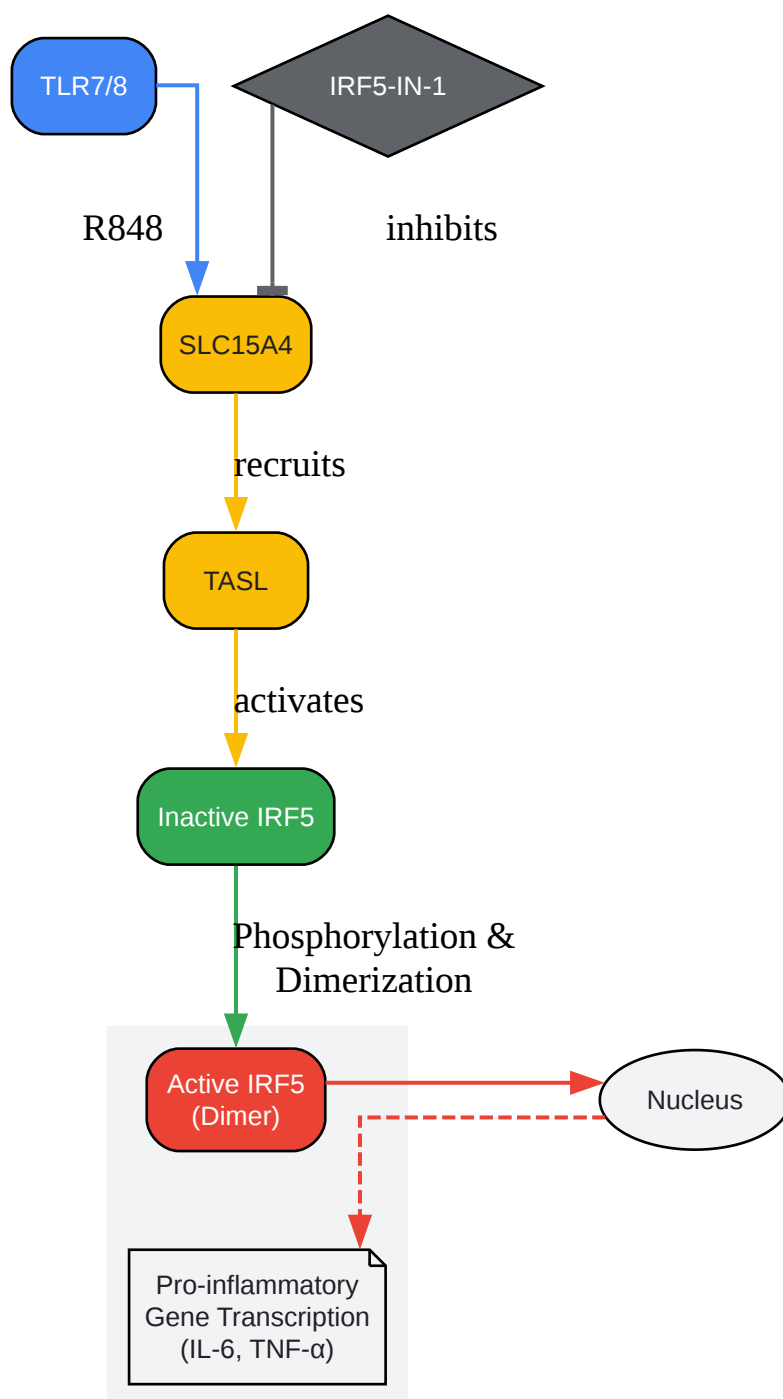 TLR7/8
IRF5-IN-1
R848
inhibits
SLC15A4
recruits
TASL
activates
Inactive IRF5
Phosphorylation &
Dimerization
Active IRF5
(Dimer)
Nucleus
Pro-inflammatory
Gene Transcription
(IL-6, TNF-α)